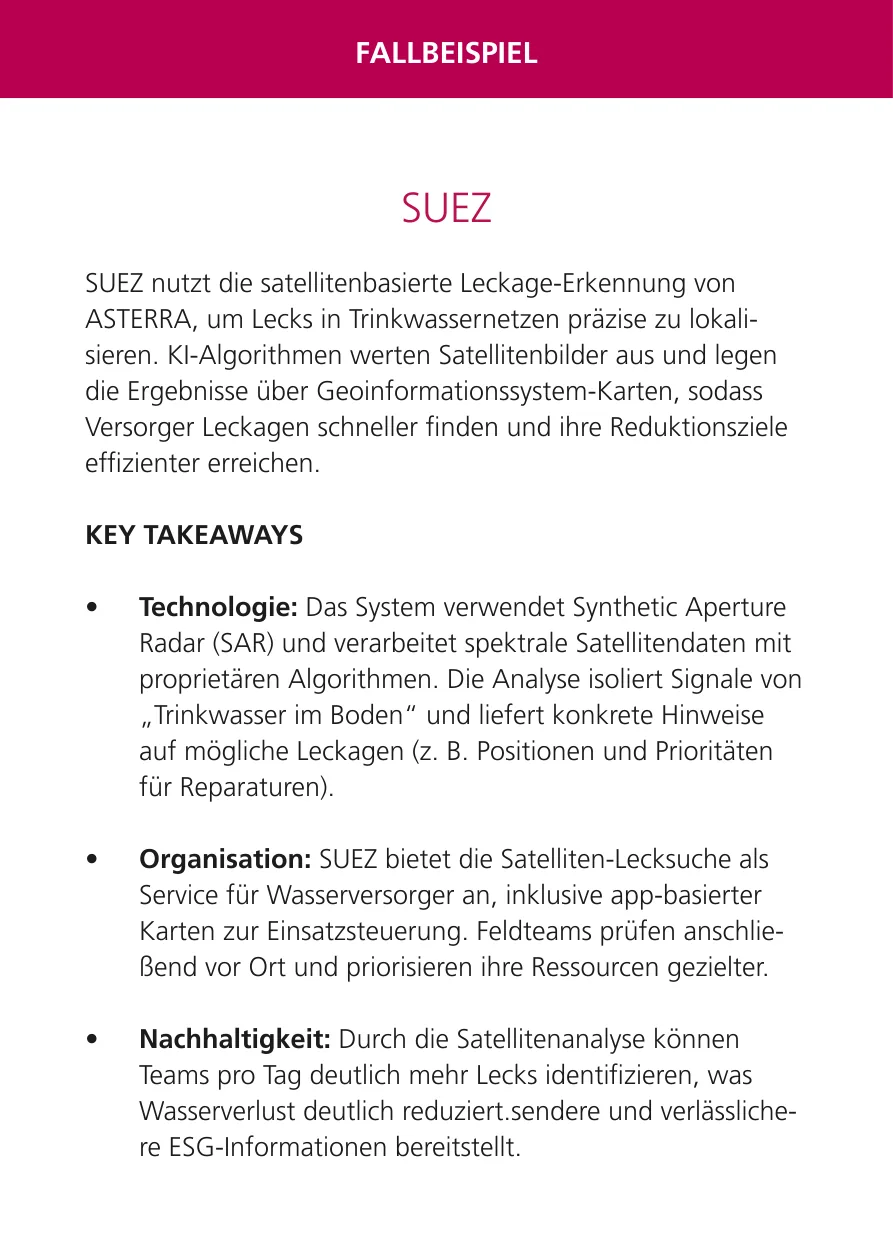 FALLBEISPIEL
SUEZ
SUEZ nutzt die satellitenbasierte Leckage-Erkennung von
ASTERRA, um Lecks in Trinkwassernetzen präzise zu lokali-
sieren. KI-Algorithmen werten Satellitenbilder aus und legen
die Ergebnisse über Geoinformationssystem-Karten, sodass
Versorger Leckagen schneller finden und ihre Reduktionsziele
effizienter erreichen.
KEY TAKEAWAYS
• Technologie: Das System verwendet Synthetic Aperture
Radar (SAR) und verarbeitet spektrale Satellitendaten mit
proprietären Algorithmen. Die Analyse isoliert Signale von
„Trinkwasser im Boden“ und liefert konkrete Hinweise
auf mögliche Leckagen (z. B. Positionen und Prioritäten
für Reparaturen).
• Organisation: SUEZ bietet die Satelliten-Lecksuche als
Service für Wasserversorger an, inklusive app-basierter
Karten zur Einsatzsteuerung. Feldteams prüfen anschlie-
ßend vor Ort und priorisieren ihre Ressourcen gezielter.
• Nachhaltigkeit: Durch die Satellitenanalyse können
Teams pro Tag deutlich mehr Lecks identifizieren, was
Wasserverlust deutlich reduziert.sendere und verlässliche-
re ESG-Informationen bereitstellt.